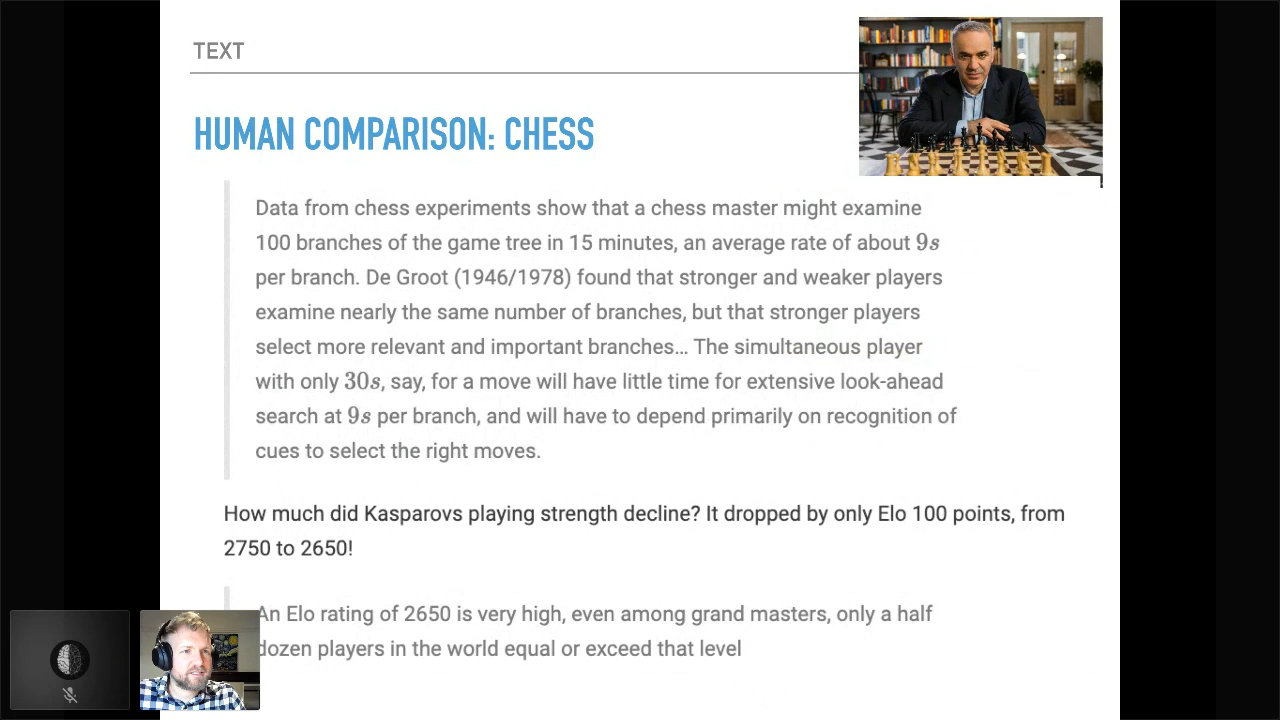 TEXT
HUMAN COMPARISON: CHESS
Data from chess experiments show that a chess master might examine
100 branches of the game tree in 15 minutes, an average rate of about 9s
per branch. De Groot (1946/1978) found that stronger and weaker players
examine nearly the same number of branches, but that stronger players
select more relevant and important branches... The simultaneous player
with only 30s, say, for a move will have little time for extensive look-ahead
search at 9s per branch, and will have to depend primarily on recognition of
cues to select the right moves.
How much did Kasparovs playing strength decline? It dropped by only Elo 100 points, from
2750 to 2650!
An Elo rating of 2650 is very high, even among grand masters, only a half
dozen players in the world equal or exceed that level